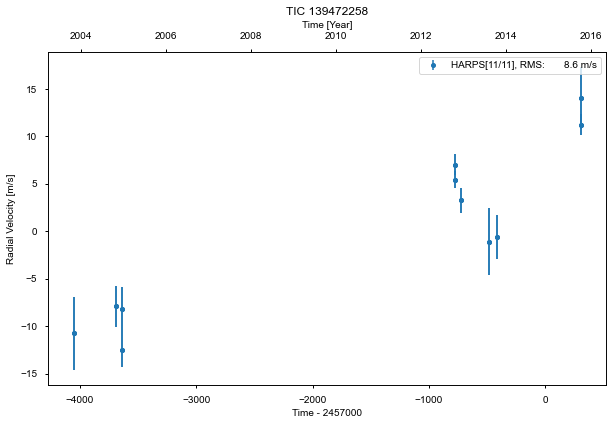 TIC 139472258
Time [Year]
2004 2006 2008 2010 2012 2014 2016
HARPS[11/11], RMS: 8.6 m/s
15
10
5
0
−5
−10
−15
Radial Velocity [m/s]
−4000 −3000 −2000 −1000 0
Time - 2457000